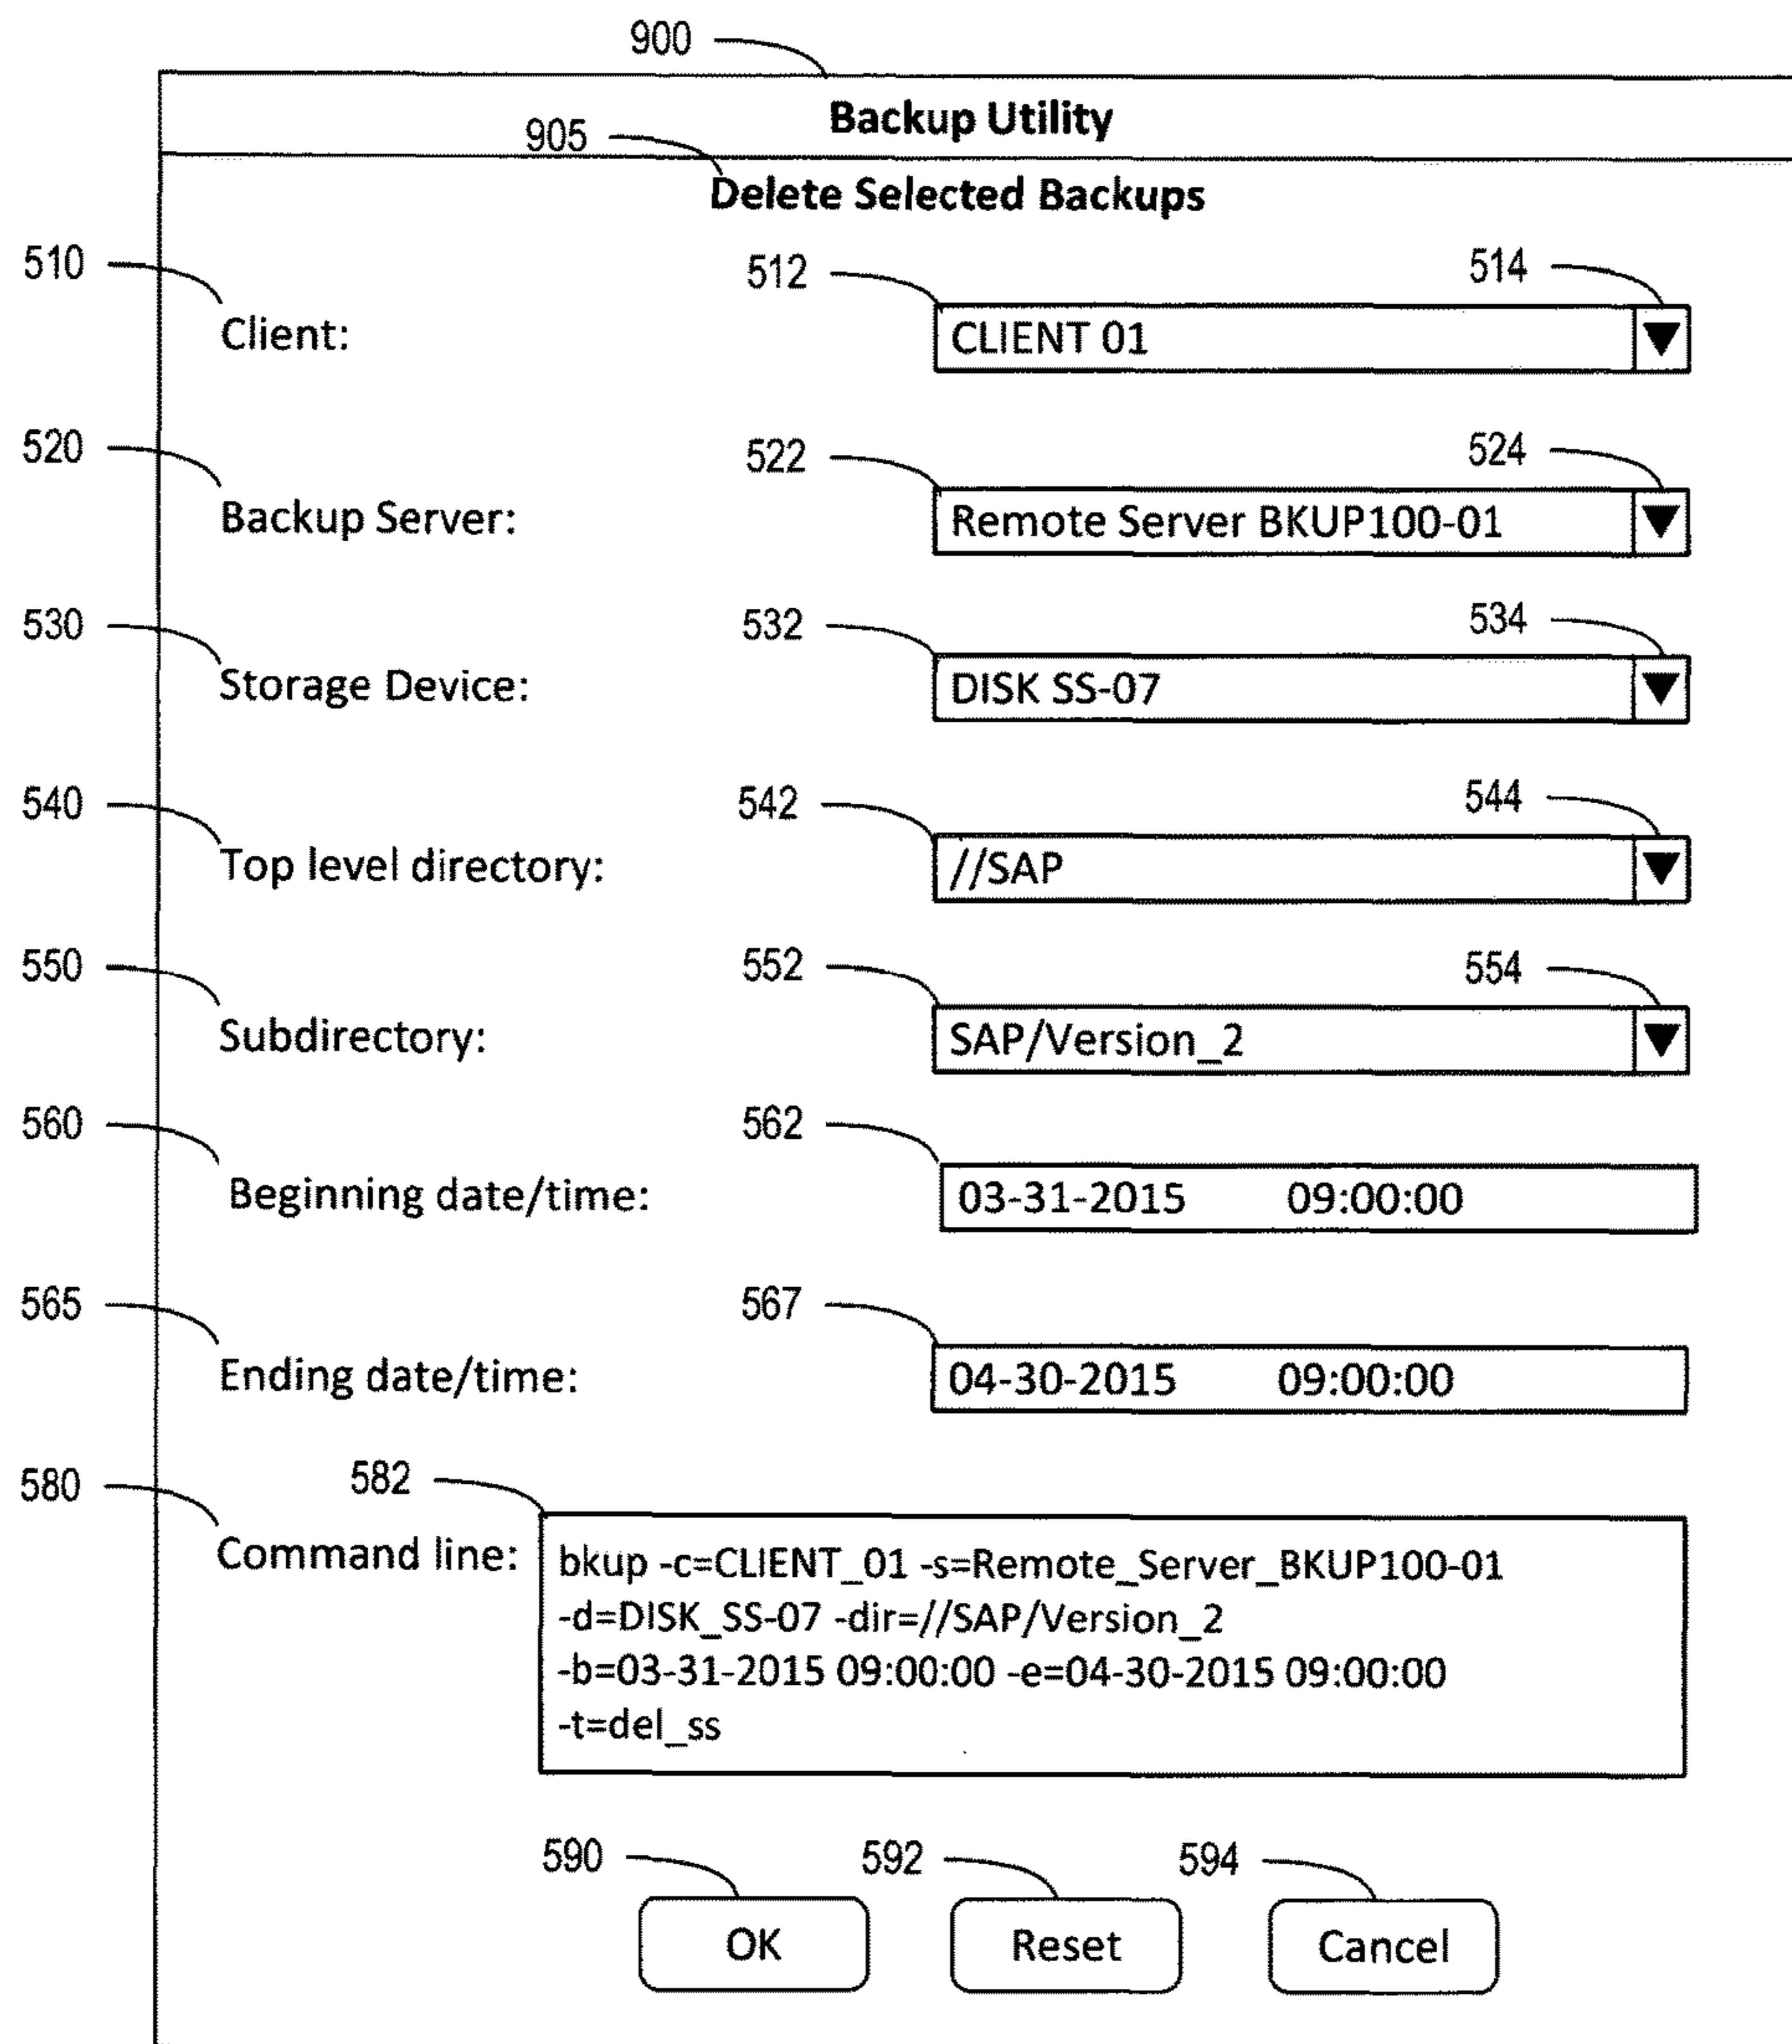 900
Backup Utility
905
Delete Selected Backups
510 512 514
Client: CLIENT 01
520 522 524
Backup Server: Remote Server BKUP100-01
530 532 534
Storage Device: DISK SS-07
540 542 544
Top level directory: //SAP
550 552 554
Subdirectory: SAP/Version_2
560 562
Beginning date/time: 03-31-2015 09:00:00
565 567
Ending date/time: 04-30-2015 09:00:00
580 582
Command line: bkup -c=CLIENT_01 -s=Remote_Server_BKUP100-01
-d=DISK_SS-07 -dir=//SAP/Version_2
-b=03-31-2015 09:00:00 -e=04-30-2015 09:00:00
-t=del_ss
590 592 594
OK Reset Cancel